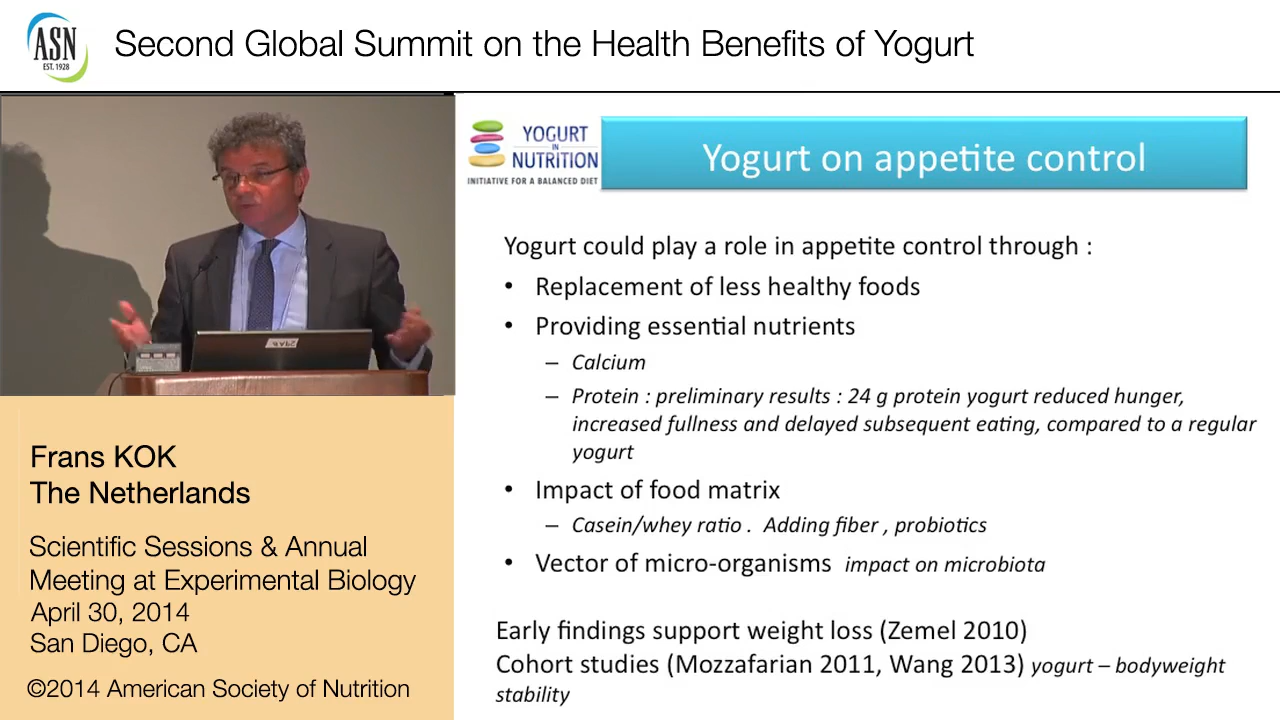 ASN
EST. 1928
Second Global Summit on the Health Benefits of Yogurt
YOGURT
IN
NUTRITION
INITIATIVE FOR A BALANCED DIET
Yogurt on appetite control
Yogurt could play a role in appetite control through :
• Replacement of less healthy foods
• Providing essential nutrients
– Calcium
– Protein : preliminary results : 24 g protein yogurt reduced hunger,
increased fullness and delayed subsequent eating, compared to a regular
yogurt
• Impact of food matrix
– Casein/whey ratio . Adding fiber , probiotics
• Vector of micro-organisms impact on microbiota
Early findings support weight loss (Zemel 2010)
Cohort studies (Mozzafarian 2011, Wang 2013) yogurt – bodyweight
stability
Frans KOK
The Netherlands
Scientific Sessions & Annual
Meeting at Experimental Biology
April 30, 2014
San Diego, CA
©2014 American Society of Nutrition